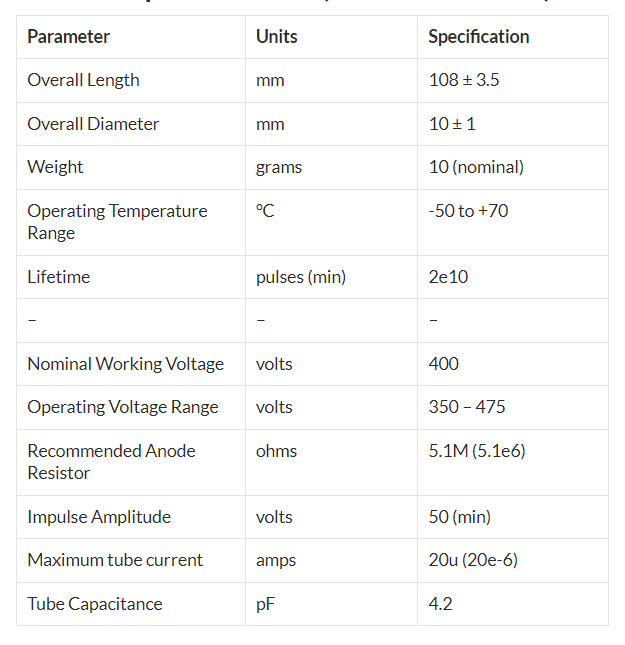 Parameter Units Specification
Overall Length mm 108 ± 3.5
Overall Diameter mm 10 ± 1
Weight grams 10 (nominal)
Operating Temperature °C -50 to +70
Range
Lifetime pulses (min) 2e10
– – –
Nominal Working Voltage volts 400
Operating Voltage Range volts 350 – 475
Recommended Anode ohms 5.1M (5.1e6)
Resistor
Impulse Amplitude volts 50 (min)
Maximum tube current amps 20u (20e-6)
Tube Capacitance pF 4.2